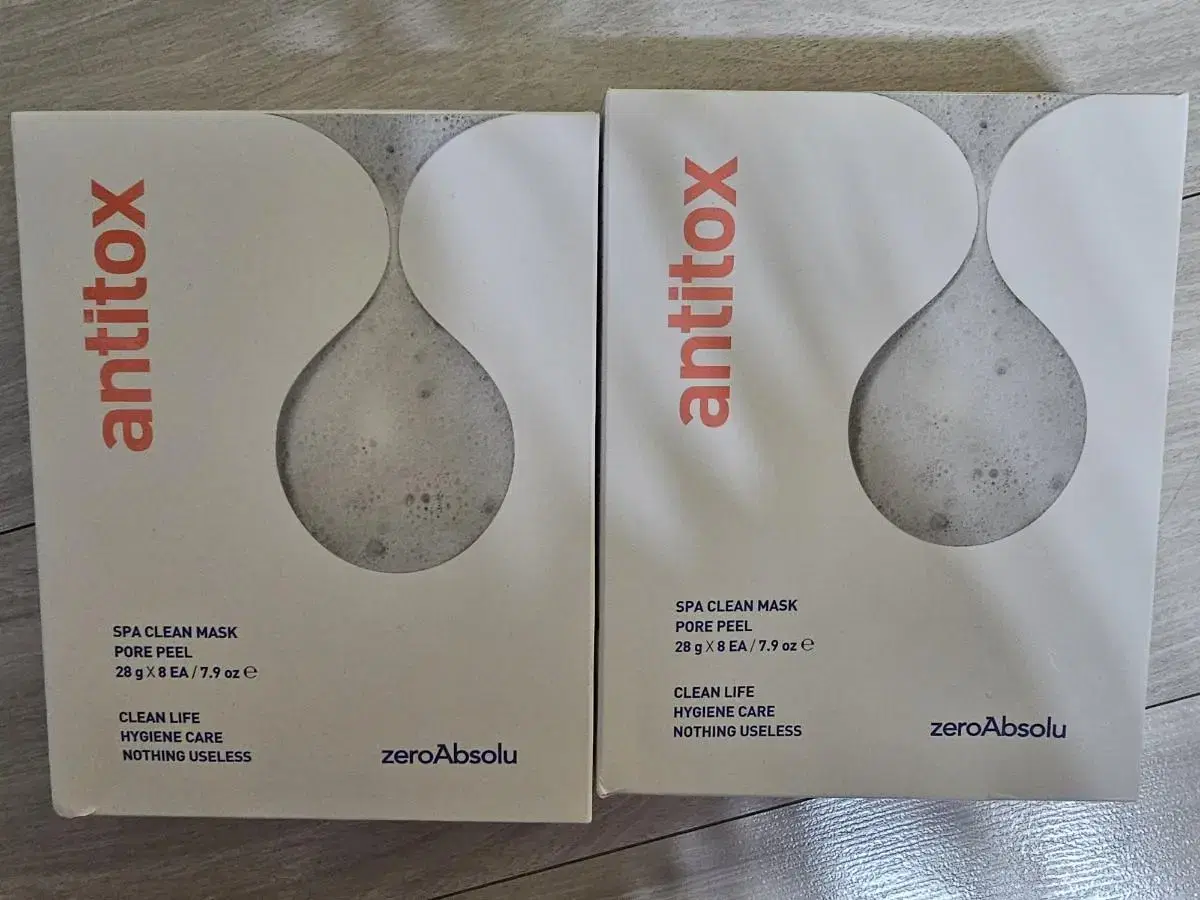 antitox
SPA CLEAN MASK
PORE PEEL
28 g X 8 EA / 7.9 oz ℮
CLEAN LIFE
HYGIENE CARE
NOTHING USELESS
zeroAbsolu
antitox
SPA CLEAN MASK
PORE PEEL
28 g X 8 EA / 7.9 oz ℮
CLEAN LIFE
HYGIENE CARE
NOTHING USELESS
zeroAbsolu